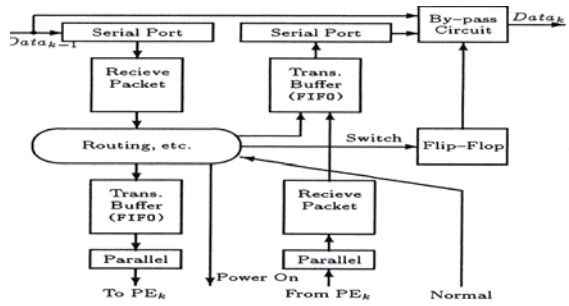 Serial Port
Serial Port
By-pass
Circuit
Data_k
Data_{k-1}
Recieve
Packet
Trans.
Buffer
(FIFO)
Routing, etc.
Switch
Flip-Flop
Trans.
Buffer
(FIFO)
Recieve
Packet
Parallel
Parallel
Power On
To PE_k
From PE_k
Normal